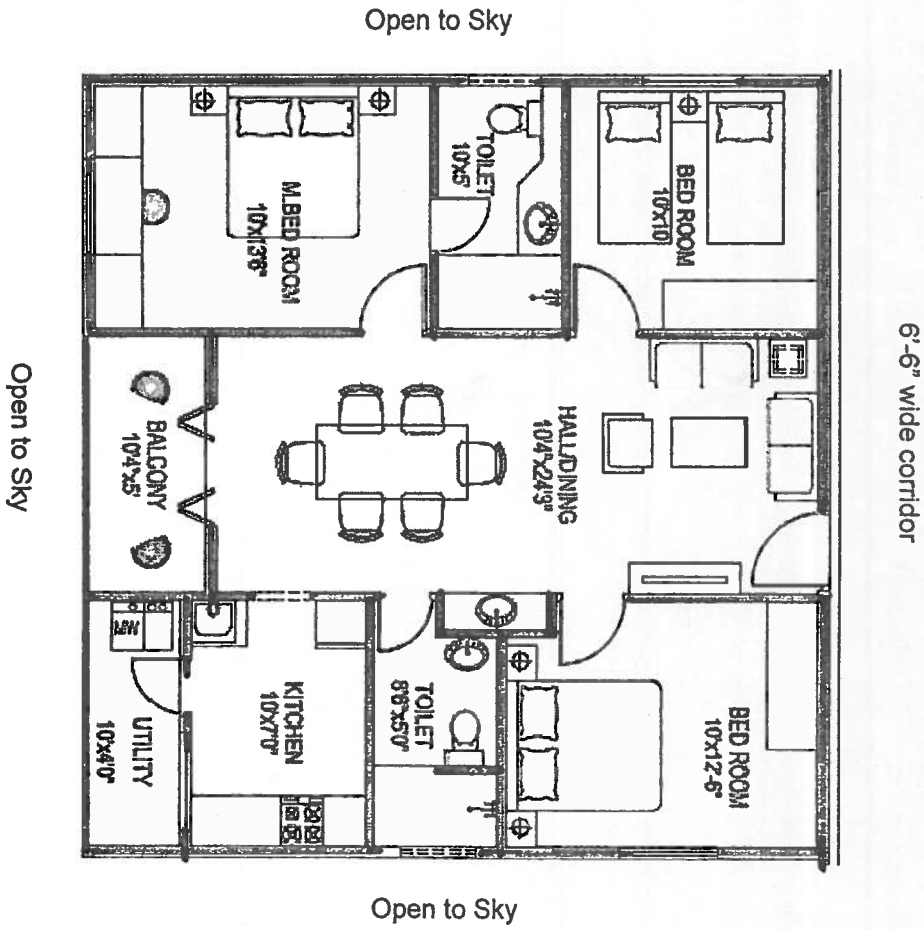 Open to Sky
M.BED ROOM
10'x13'6"
TOILET
10'x5'
BED ROOM
10'x10'
6'-6" wide corridor
Open to Sky
BALCONY
10'4"x5'
HALL/DINING
10'4"x24'9"
UTILITY
10'x4'0"
KITCHEN
10'x7'0"
TOILET
8'6"x5'0"
BED ROOM
10'x12'-6"
Open to Sky